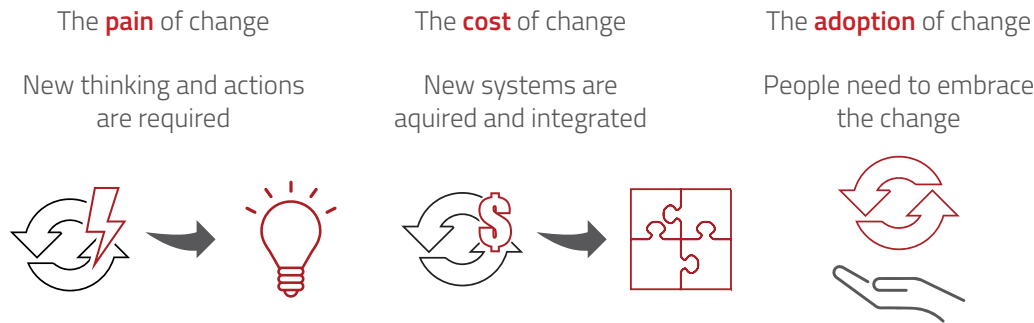 The pain of change
New thinking and actions
are required
The cost of change
New systems are
aquired and integrated
The adoption of change
People need to embrace
the change